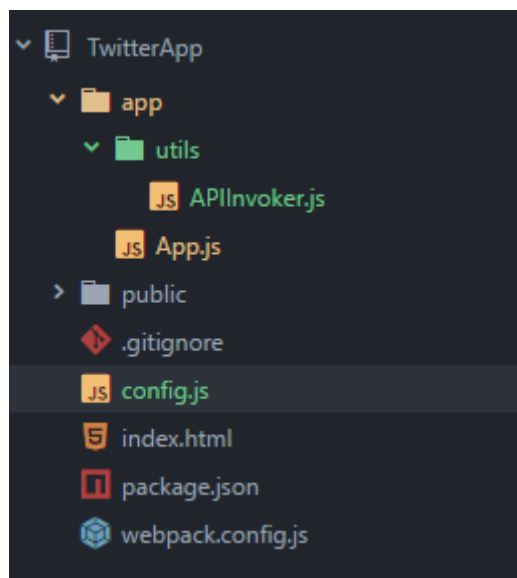 TwitterApp
app
utils
JS APIInvoker.js
JS App.js
public
.gitignore
JS config.js
5 index.html
package.json
webpack.config.js